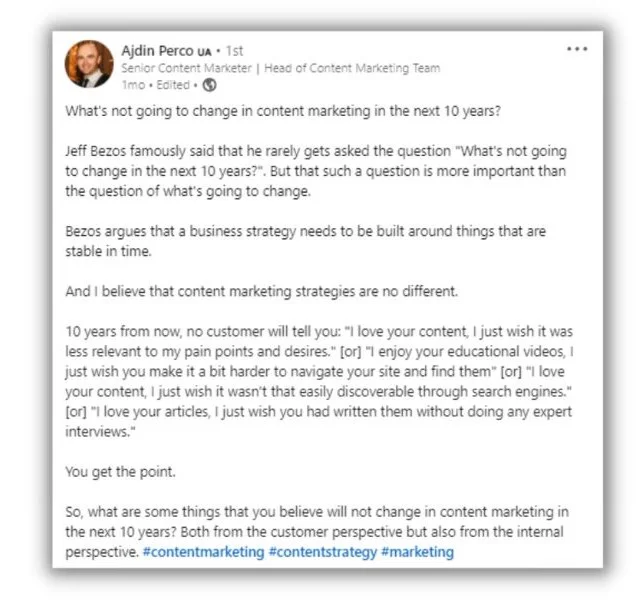 Ajdin Perco UA • 1st
Senior Content Marketer | Head of Content Marketing Team
1mo • Edited •
What's not going to change in content marketing in the next 10 years?
Jeff Bezos famously said that he rarely gets asked the question "What's not going
to change in the next 10 years?". But that such a question is more important than
the question of what's going to change.
Bezos argues that a business strategy needs to be built around things that are
stable in time.
And I believe that content marketing strategies are no different.
10 years from now, no customer will tell you: "I love your content, I just wish it was
less relevant to my pain points and desires." [or] "I enjoy your educational videos, I
just wish you make it a bit harder to navigate your site and find them" [or] "I love
your content, I just wish it wasn't that easily discoverable through search engines."
[or] "I love your articles, I just wish you had written them without doing any expert
interviews."
You get the point.
So, what are some things that you believe will not change in content marketing in
the next 10 years? Both from the customer perspective but also from the internal
perspective. #contentmarketing #contentstrategy #marketing